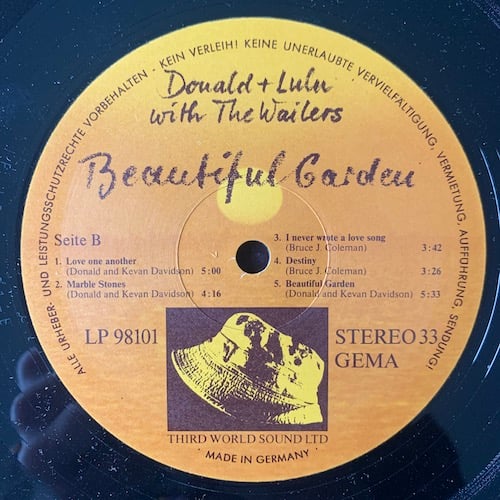 ALLE URHEBER- UND LEISTUNGSSCHUTZRECHTE VORBEHALTEN · KEIN VERLEIH! KEINE UNERLAUBTE VERVIELFÄLTIGUNG, VERMIETUNG, AUFFÜHRUNG, SENDUNG!
Donald + Lulu
with The Wailers
Beautiful Garden
Seite B
1. Love one another
(Donald and Kevan Davidson) 5:00
2. Marble Stones
(Donald and Kevan Davidson) 4:16
3. I never wrote a love song
(Bruce J. Coleman) 3:42
4. Destiny
(Bruce J. Coleman) 3:26
5. Beautiful Garden
(Donald and Kevan Davidson) 5:33
LP 98101
STEREO 33
GEMA
THIRD WORLD SOUND LTD
· MADE IN GERMANY ·